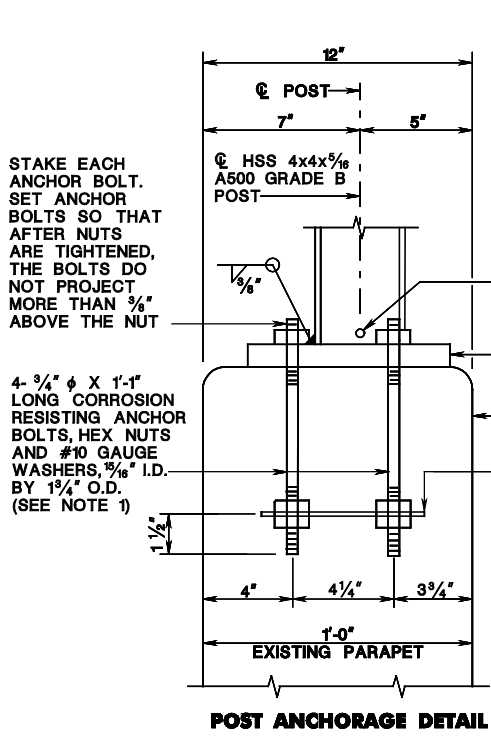 12"
℄ POST
7"
5"
℄ HSS 4x4x5/16
A500 GRADE B
POST
STAKE EACH
ANCHOR BOLT.
SET ANCHOR
BOLTS SO THAT
AFTER NUTS
ARE TIGHTENED,
THE BOLTS DO
NOT PROJECT
MORE THAN 3/8"
ABOVE THE NUT
3/8"
4- 3/4" ϕ X 1'-1"
LONG CORROSION
RESISTING ANCHOR
BOLTS, HEX NUTS
AND #10 GAUGE
WASHERS, 15/16" I.D.
BY 1 3/4" O.D.
(SEE NOTE 1)
1 1/2"
4"
4 1/4"
3 3/4"
1'-0"
EXISTING PARAPET
POST ANCHORAGE DETAIL